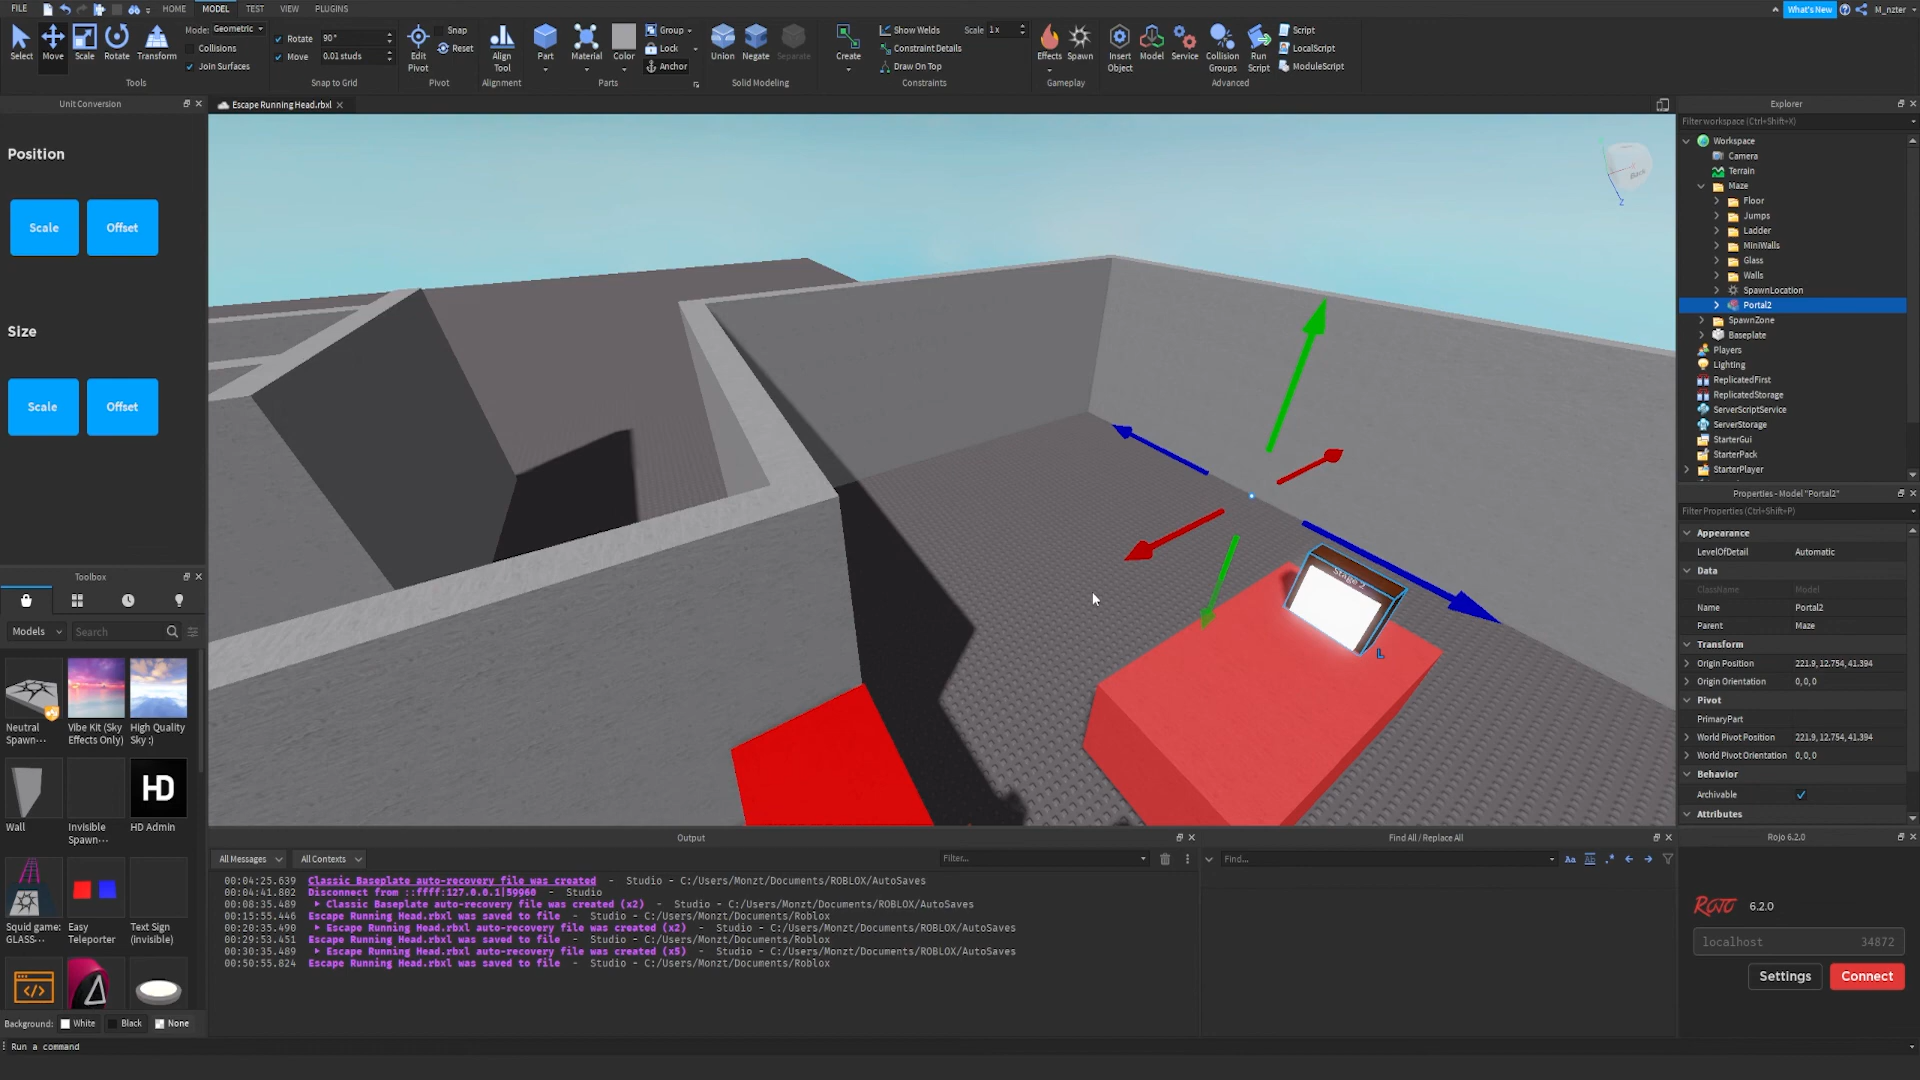 FILE HOME MODEL TEST VIEW PLUGINS What's New M_nzter
Select Move Scale Rotate Transform
Mode: Geometric
Collisions
Join Surfaces
Tools
Rotate 90°
Move 0.01 studs
Snap to Grid
Edit Pivot
Snap
Reset
Pivot
Align Tool
Alignment
Part Material Color
Group
Lock
Anchor
Parts
Union Negate Separate
Solid Modeling
Create
Show Welds Scale 1x
Constraint Details
Draw On Top
Constraints
Effects Spawn
Gameplay
Insert Object
Model
Service
Collision Groups
Run Script
Script
LocalScript
ModuleScript
Advanced
Unit Conversion
Position
Scale Offset
Size
Scale Offset
Toolbox
Models Search
Neutral Spawn...
Vibe Kit (Sky Effects Only)
High Quality Sky :)
Wall
Invisible Spawn...
HD
HD Admin
Squid game: GLASS...
Easy Teleporter
Text Sign (invisible)
Background: White Black None
Run a command
Escape Running Head.rbxl
Back
Z
Stage 2
L
Output
All Messages All Contexts Filter...
00:04:25.639 Classic Baseplate auto-recovery file was created - Studio - C:/Users/Monzt/Documents/ROBLOX/AutoSaves
00:04:41.802 Disconnect from ::ffff:127.0.0.1|59960 - Studio
00:08:35.489 Classic Baseplate auto-recovery file was created (x2) - Studio - C:/Users/Monzt/Documents/ROBLOX/AutoSaves
00:15:55.446 Escape Running Head.rbxl was saved to file - Studio - C:/Users/Monzt/Documents/Roblox
00:20:35.490 Escape Running Head.rbxl auto-recovery file was created (x2) - Studio - C:/Users/Monzt/Documents/ROBLOX/AutoSaves
00:29:53.451 Escape Running Head.rbxl was saved to file - Studio - C:/Users/Monzt/Documents/Roblox
00:30:35.489 Escape Running Head.rbxl auto-recovery file was created (x5) - Studio - C:/Users/Monzt/Documents/ROBLOX/AutoSaves
00:50:55.824 Escape Running Head.rbxl was saved to file - Studio - C:/Users/Monzt/Documents/Roblox
Find All / Replace All
Find... Aa Ab .*
Explorer
Filter workspace (Ctrl+Shift+X)
Workspace
Camera
Terrain
Maze
Floor
Jumps
Ladder
MiniWalls
Glass
Walls
SpawnLocation
Portal2
SpawnZone
Baseplate
Players
Lighting
ReplicatedFirst
ReplicatedStorage
ServerScriptService
ServerStorage
StarterGui
StarterPack
StarterPlayer
Properties - Model "Portal2"
Filter Properties (Ctrl+Shift+P)
Appearance
LevelOfDetail Automatic
Data
ClassName Model
Name Portal2
Parent Maze
Transform
Origin Position 221.9, 12.754, 41.394
Origin Orientation 0, 0, 0
Pivot
PrimaryPart
World Pivot Position 221.9, 12.754, 41.394
World Pivot Orientation 0, 0, 0
Behavior
Archivable
Attributes
Rojo 6.2.0
ROJO 6.2.0
localhost 34872
Settings Connect